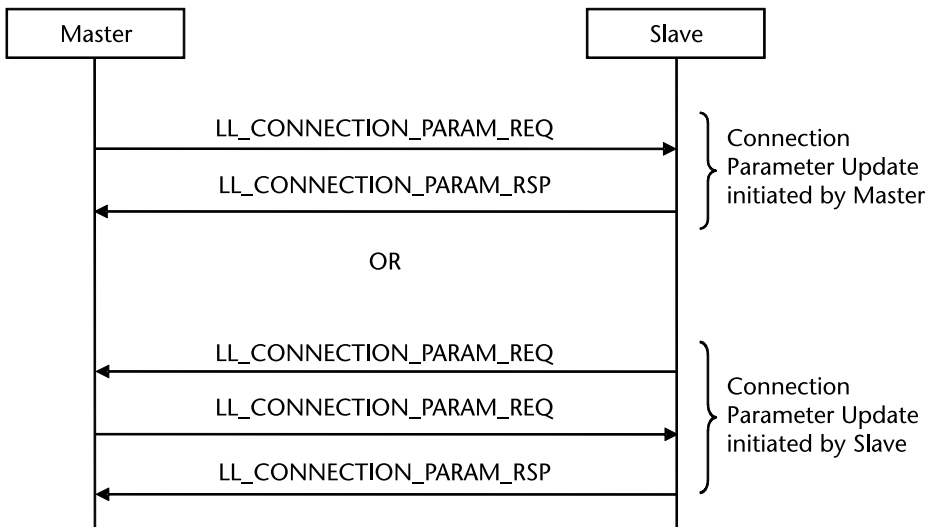 Master
Slave
LL_CONNECTION_PARAM_REQ
LL_CONNECTION_PARAM_RSP
Connection
Parameter Update
initiated by Master
OR
LL_CONNECTION_PARAM_REQ
LL_CONNECTION_PARAM_REQ
LL_CONNECTION_PARAM_RSP
Connection
Parameter Update
initiated by Slave